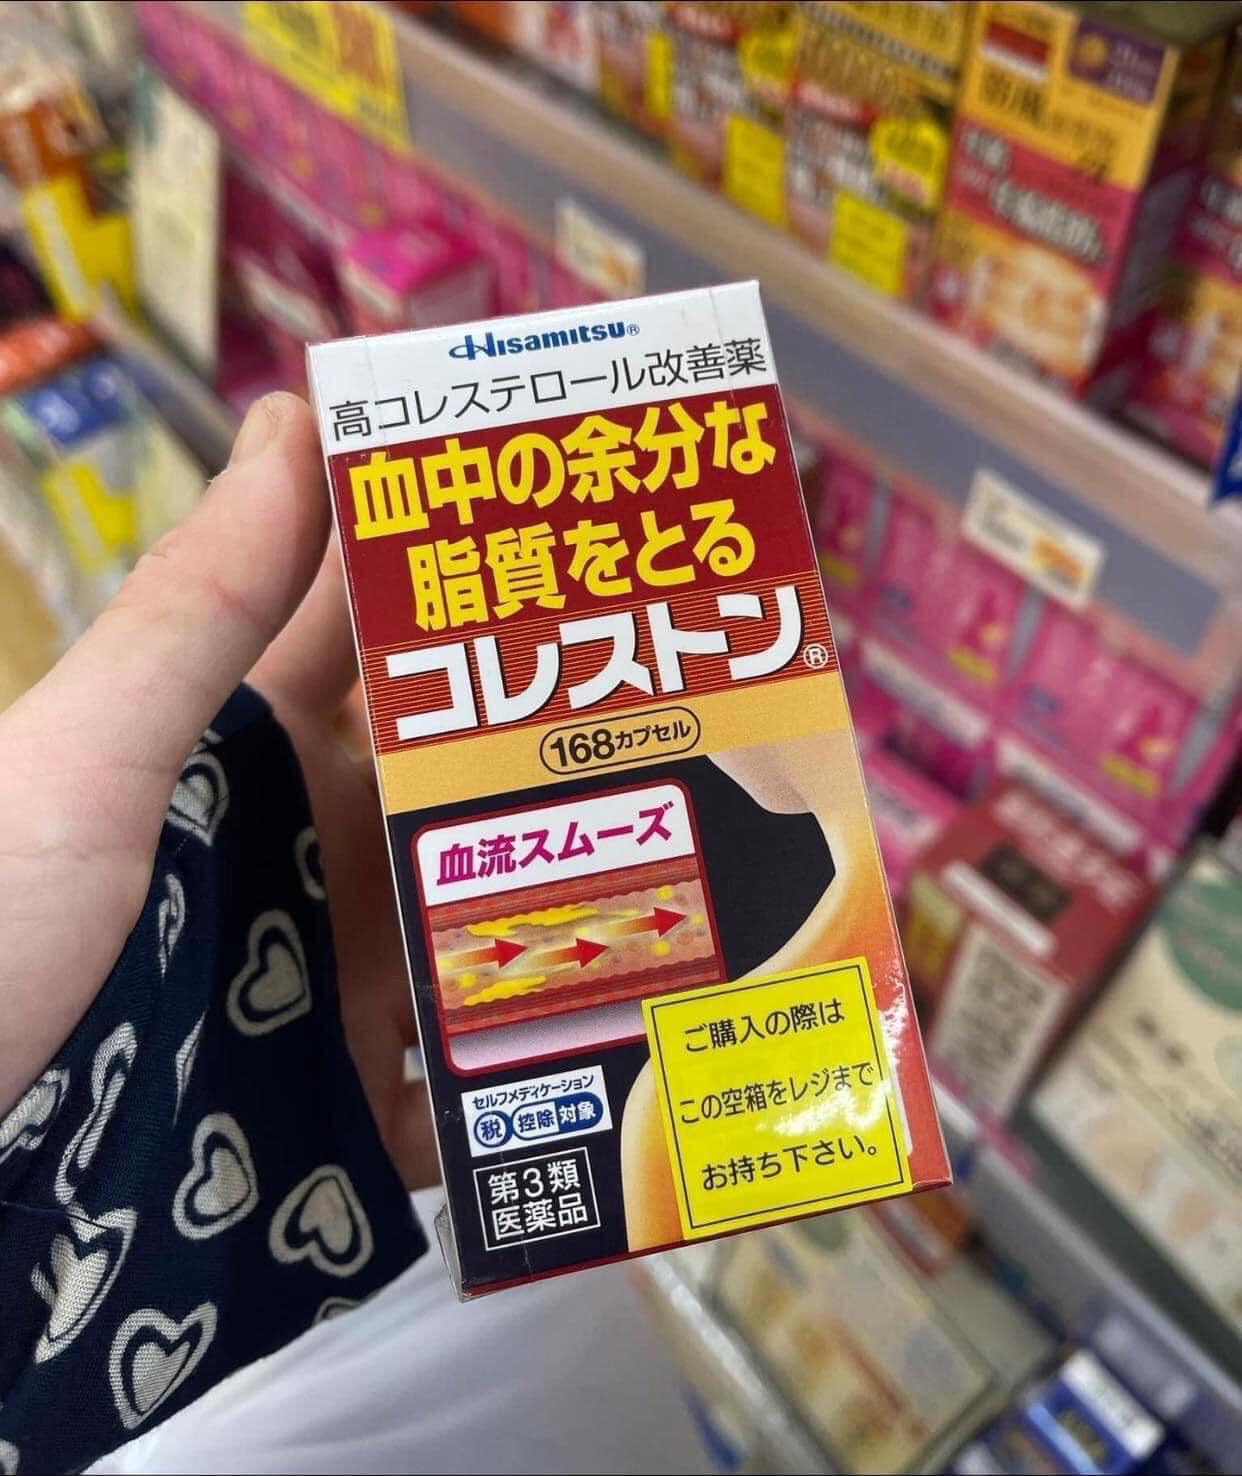 Hisamitsu®
高コレステロール改善薬
血中の余分な
脂質をとる
コレストン®
168カプセル
血流スムーズ
セルフメディケーション
税 控除 対象
第3類
医薬品
ご購入の際は
この空箱をレジまで
お持ち下さい。